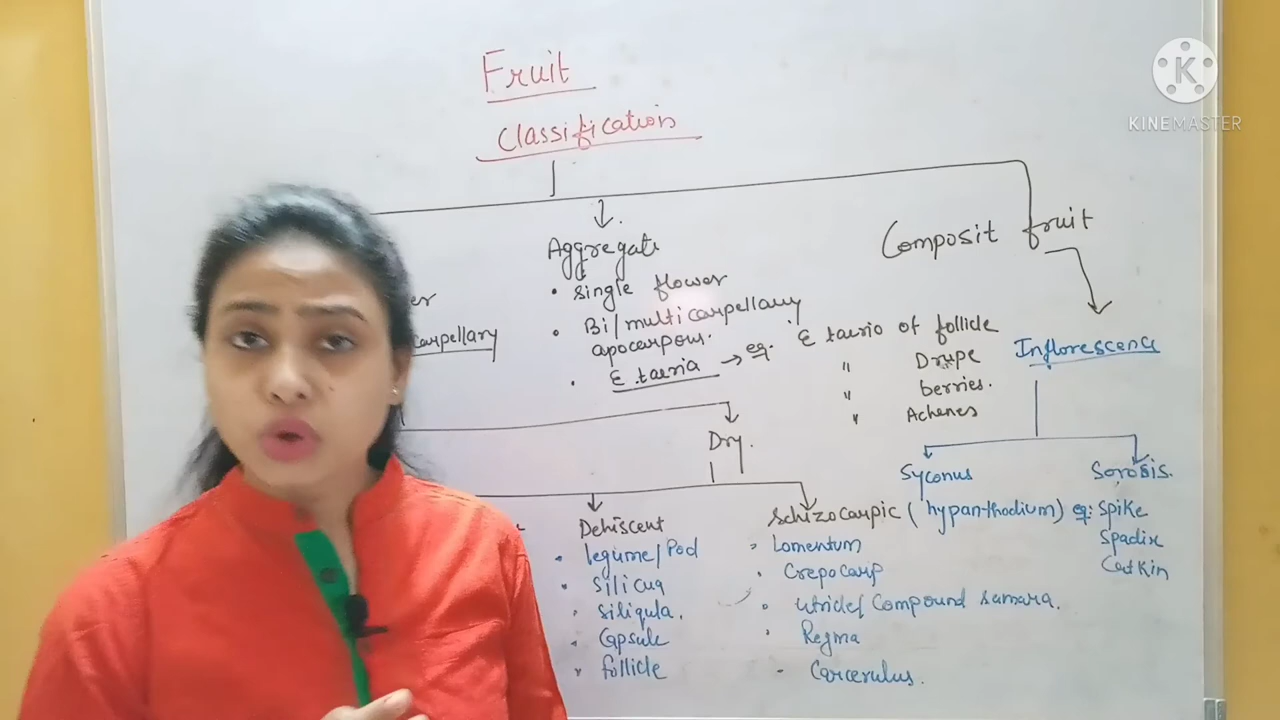 Fruit
Classification
K
KINEMASTER
Aggregate
• Single flower
• Bi/multicarpellary
apocarpous.
• Etaerio → eg.
Etaerio of follicle
" Drupe
" berries.
" Achenes
Composit fruit
Inflorescence
carpellary
Dry.
Syconus
(hypanthodium)
Sorosis.
eg: Spike
Spadix
Catkin
Dehiscent
legume/Pod
Silicua
Siliqula.
Capsule
follicle
Schizocarpic
Lomentum
Crepocarp
Utricle/Compound samara.
Regma
Carcerulus.